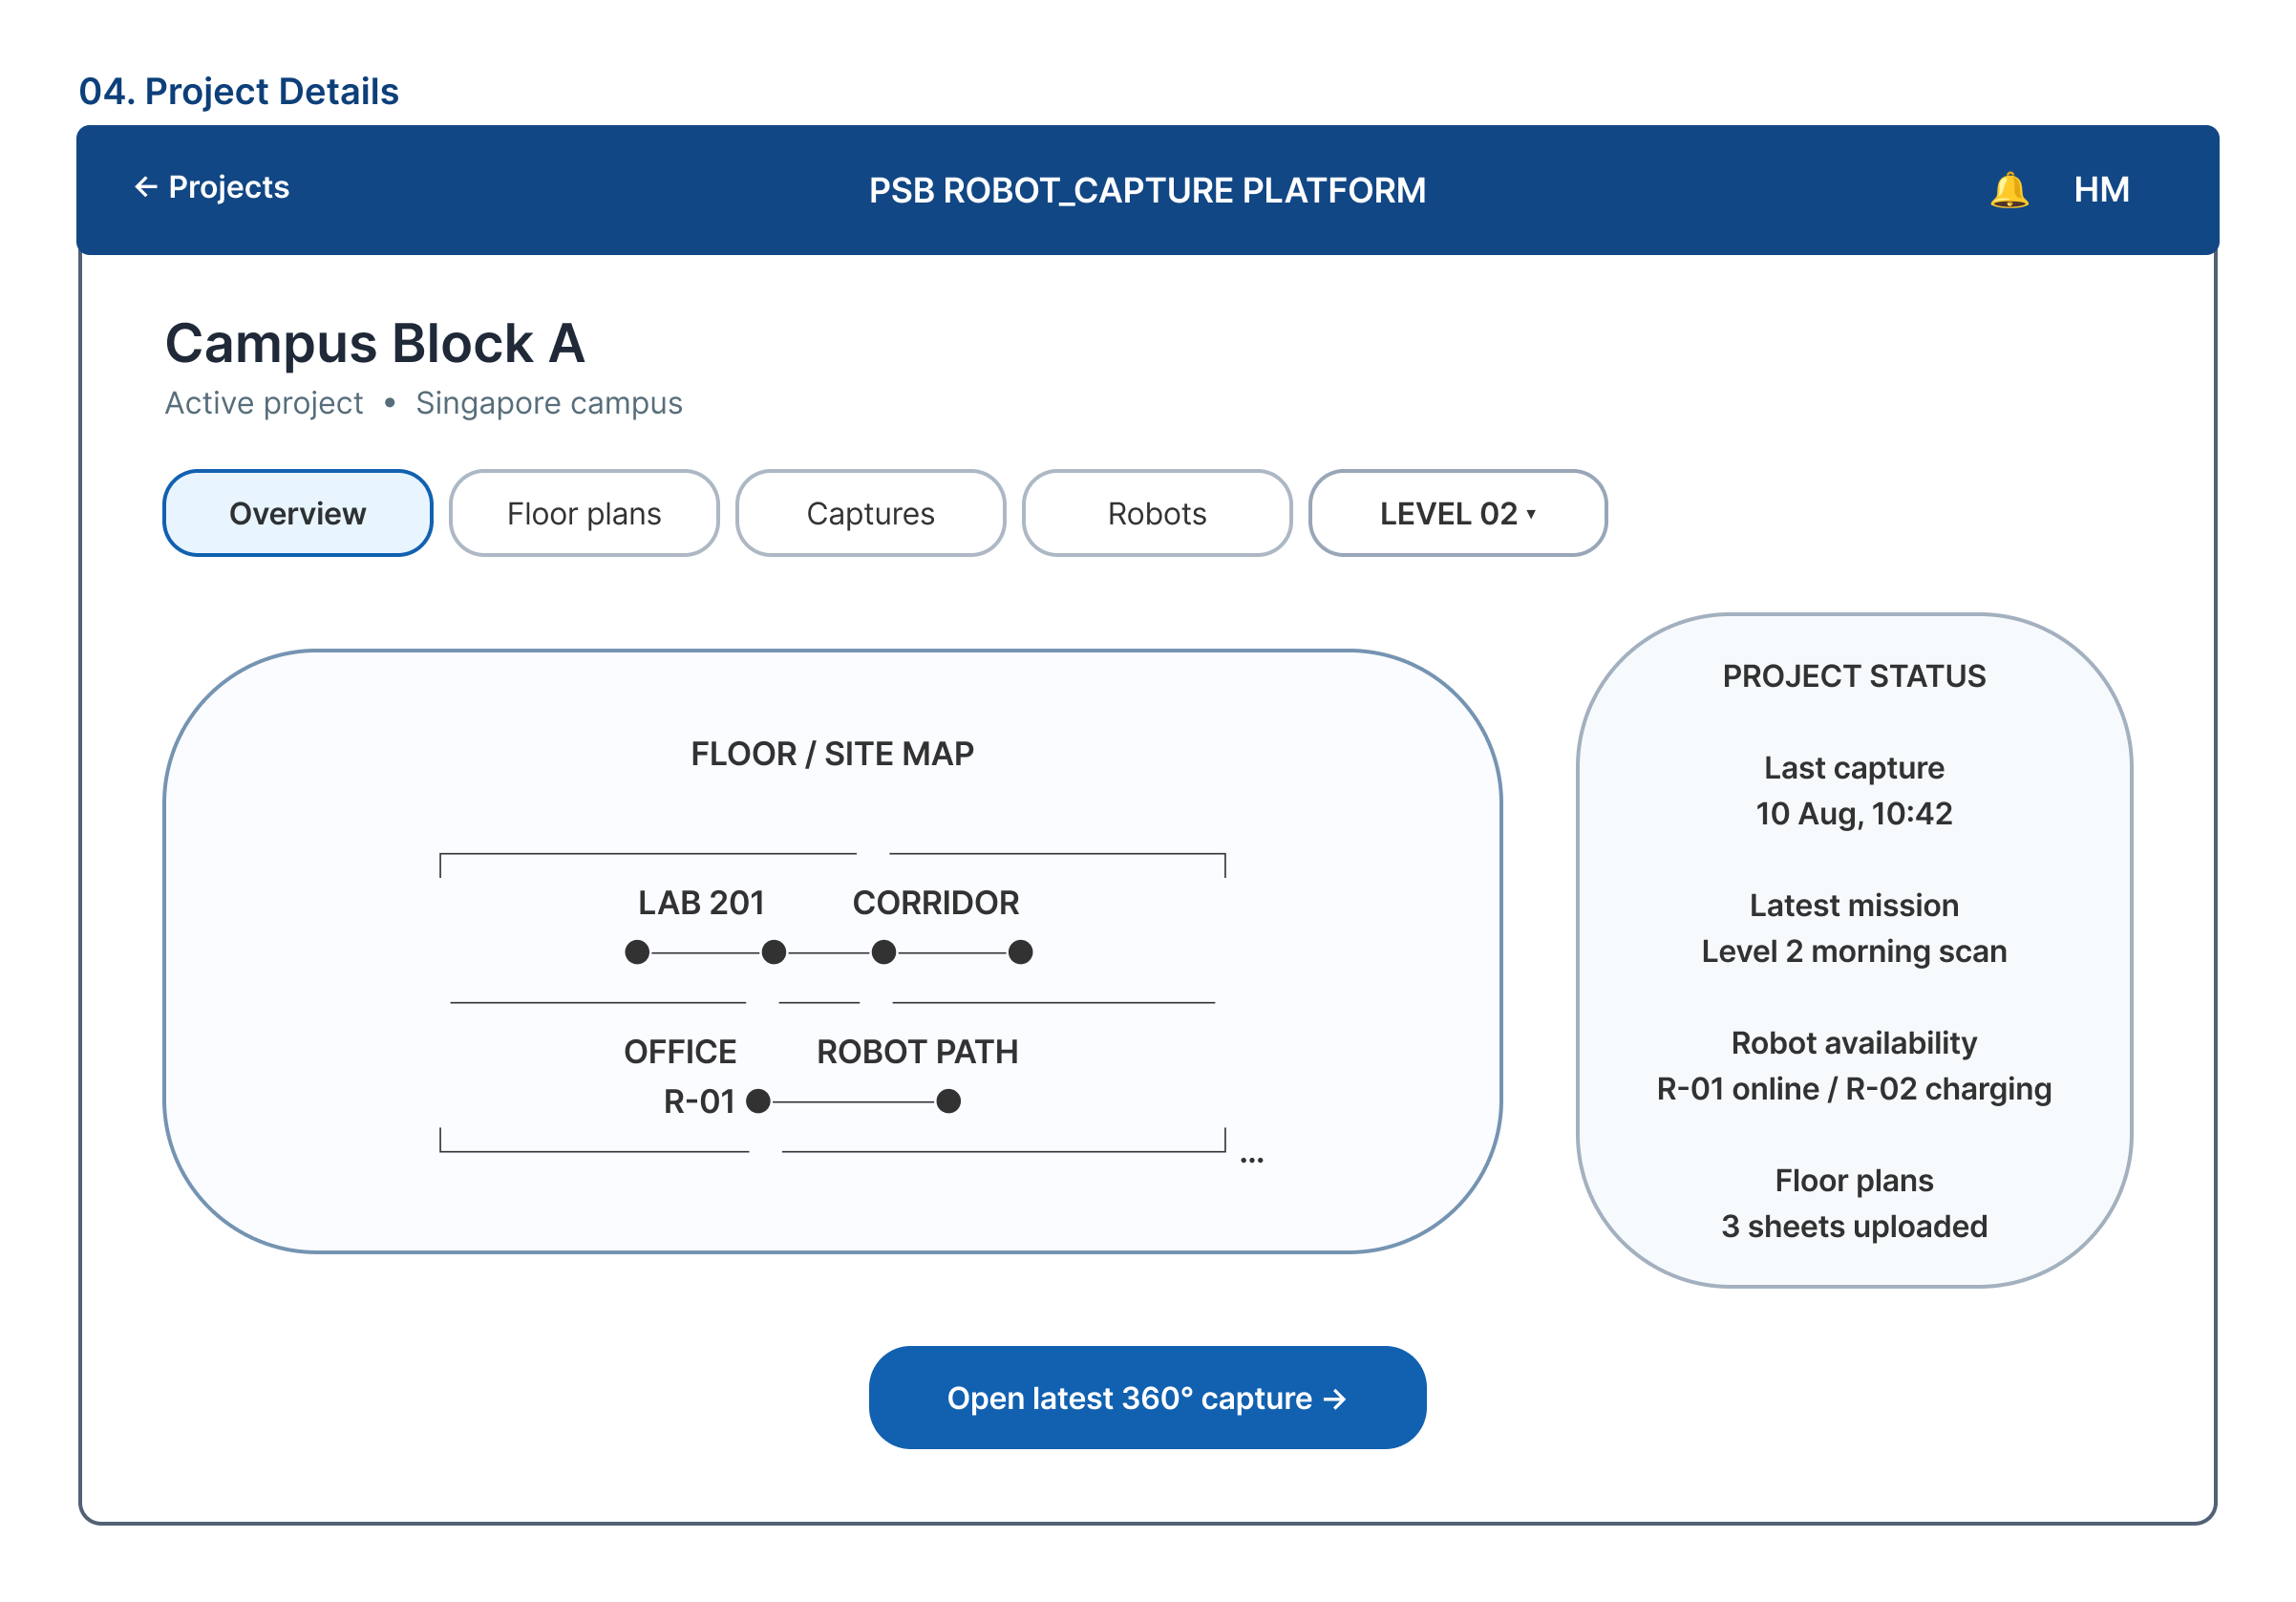 04. Project Details
← Projects
PSB ROBOT_CAPTURE PLATFORM
HM
Campus Block A
Active project • Singapore campus
Overview
Floor plans
Captures
Robots
LEVEL 02 ▾
FLOOR / SITE MAP
LAB 201 CORRIDOR
OFFICE ROBOT PATH
R-01
...
PROJECT STATUS
Last capture
10 Aug, 10:42
Latest mission
Level 2 morning scan
Robot availability
R-01 online / R-02 charging
Floor plans
3 sheets uploaded
Open latest 360° capture →